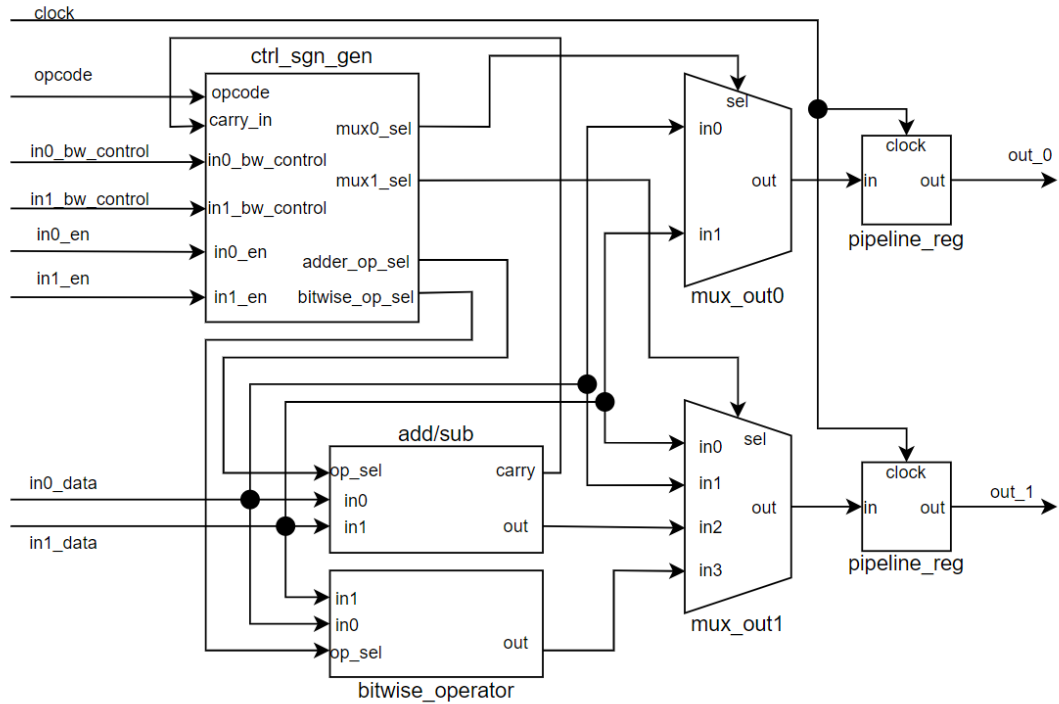 clock
ctrl_sgn_gen
opcode
opcode
carry_in
mux0_sel
in0_bw_control
in0_bw_control
mux1_sel
in1_bw_control
in1_bw_control
in0_en
in0_en
adder_op_sel
in1_en
in1_en
bitwise_op_sel
sel
in0
out
in1
mux_out0
clock
in
out
pipeline_reg
out_0
add/sub
op_sel
carry
in0
in1
out
in0_data
in1_data
in1
in0
op_sel
out
bitwise_operator
sel
in0
in1
out
in2
in3
mux_out1
clock
in
out
pipeline_reg
out_1